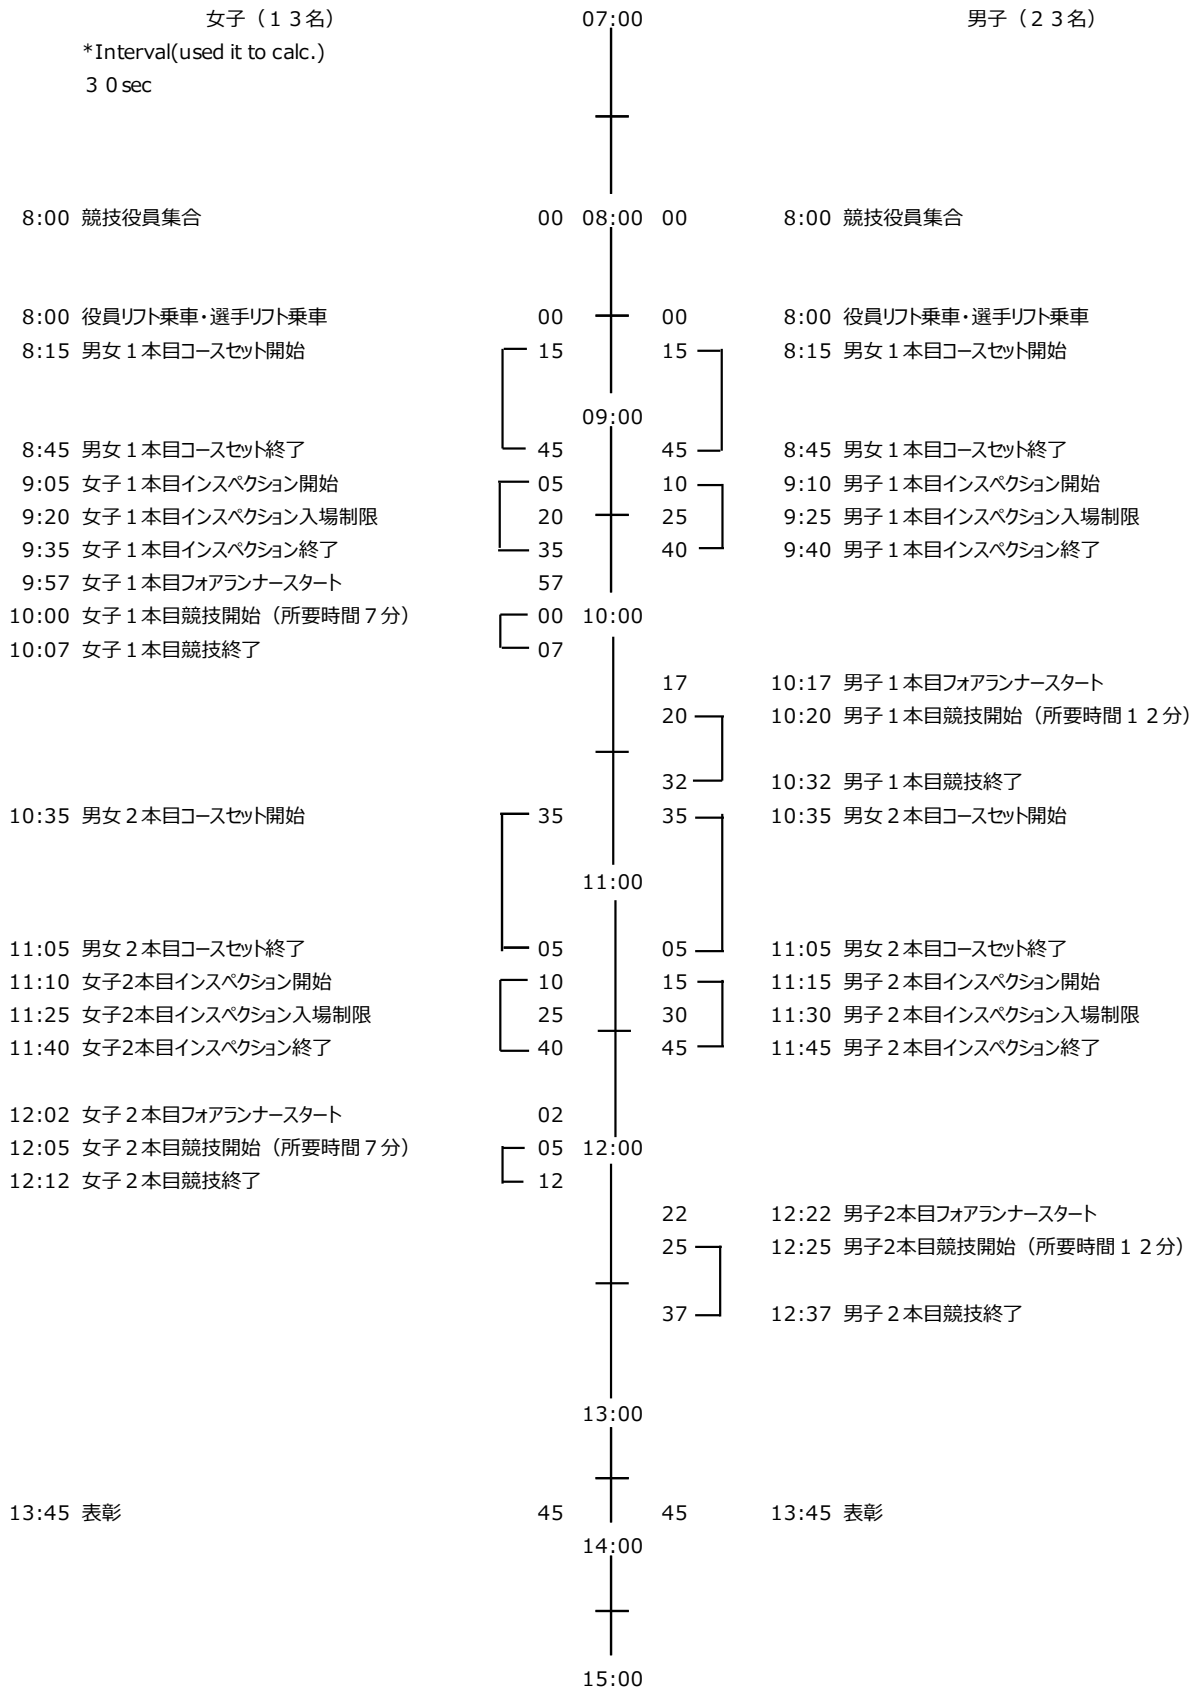 女子（１３名） 07:00 男子（２３名）
*Interval(used it to calc.)
３０sec
8:00 競技役員集合 00 08:00 00 8:00 競技役員集合
8:00 役員リフト乗車・選手リフト乗車 00 00 8:00 役員リフト乗車・選手リフト乗車
8:15 男女１本目コースセット開始 15 15 8:15 男女１本目コースセット開始
09:00
8:45 男女１本目コースセット終了 45 45 8:45 男女１本目コースセット終了
9:05 女子１本目インスペクション開始 05 10 9:10 男子１本目インスペクション開始
9:20 女子１本目インスペクション入場制限 20 25 9:25 男子１本目インスペクション入場制限
9:35 女子１本目インスペクション終了 35 40 9:40 男子１本目インスペクション終了
9:57 女子１本目フォアランナースタート 57
10:00 女子１本目競技開始（所要時間７分） 00 10:00
10:07 女子１本目競技終了 07
17 10:17 男子１本目フォアランナースタート
20 10:20 男子１本目競技開始（所要時間１２分）
32 10:32 男子１本目競技終了
10:35 男女２本目コースセット開始 35 35 10:35 男女２本目コースセット開始
11:00
11:05 男女２本目コースセット終了 05 05 11:05 男女２本目コースセット終了
11:10 女子2本目インスペクション開始 10 15 11:15 男子２本目インスペクション開始
11:25 女子2本目インスペクション入場制限 25 30 11:30 男子２本目インスペクション入場制限
11:40 女子2本目インスペクション終了 40 45 11:45 男子２本目インスペクション終了
12:02 女子２本目フォアランナースタート 02
12:05 女子２本目競技開始（所要時間７分） 05 12:00
12:12 女子２本目競技終了 12
22 12:22 男子2本目フォアランナースタート
25 12:25 男子2本目競技開始（所要時間１２分）
37 12:37 男子２本目競技終了
13:00
13:45 表彰 45 45 13:45 表彰
14:00
15:00